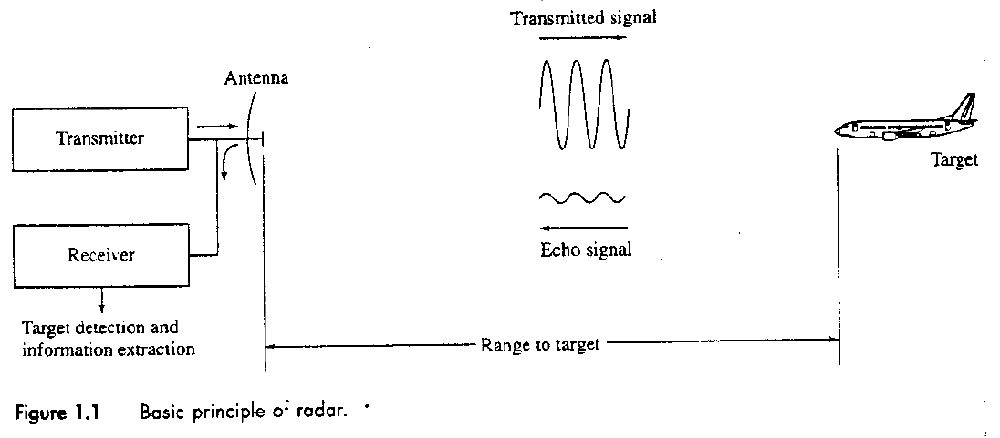 Transmitted signal
Antenna
Transmitter
Target
Receiver
Echo signal
Target detection and
information extraction
Range to target
Figure 1.1 Basic principle of radar.